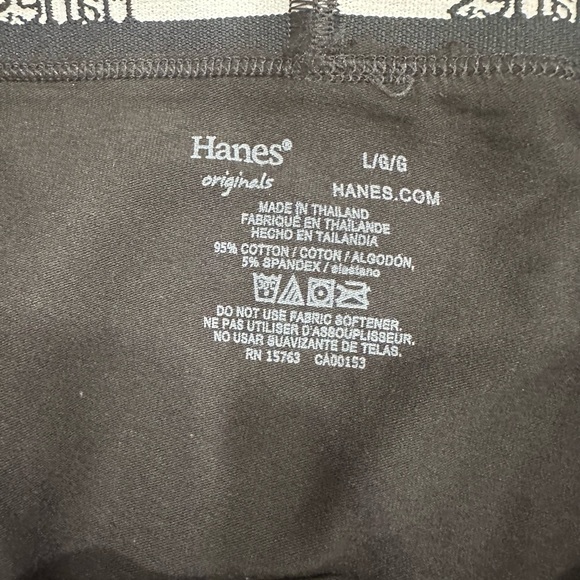 Hanes®
originals
L/G/G
HANES.COM
MADE IN THAILAND
FABRIQUÉ EN THAÏLANDE
HECHO EN TAILANDIA
95% COTTON / COTON / ALGODÓN,
5% SPANDEX / elastano
DO NOT USE FABRIC SOFTENER.
NE PAS UTILISER D'ASSOUPLISSEUR.
NO USAR SUAVIZANTE DE TELAS.
RN 15763 CA00153